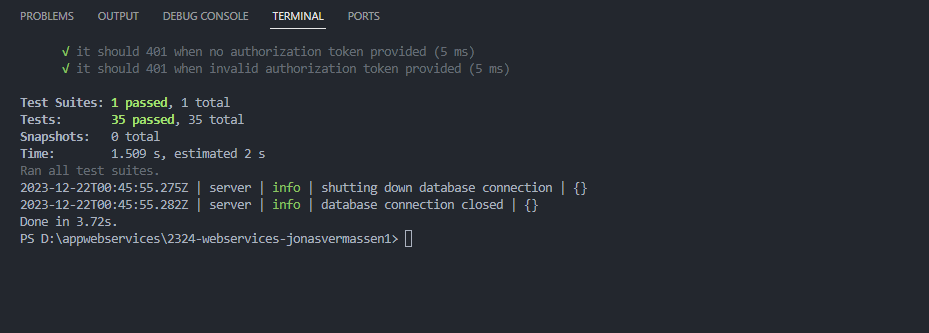 PROBLEMS OUTPUT DEBUG CONSOLE TERMINAL PORTS
√ it should 401 when no authorization token provided (5 ms)
√ it should 401 when invalid authorization token provided (5 ms)
Test Suites: 1 passed, 1 total
Tests: 35 passed, 35 total
Snapshots: 0 total
Time: 1.509 s, estimated 2 s
Ran all test suites.
2023-12-22T00:45:55.275Z | server | info | shutting down database connection | {}
2023-12-22T00:45:55.282Z | server | info | database connection closed | {}
Done in 3.72s.
PS D:\appwebservices\2324-webservices-jonasvermassen1>